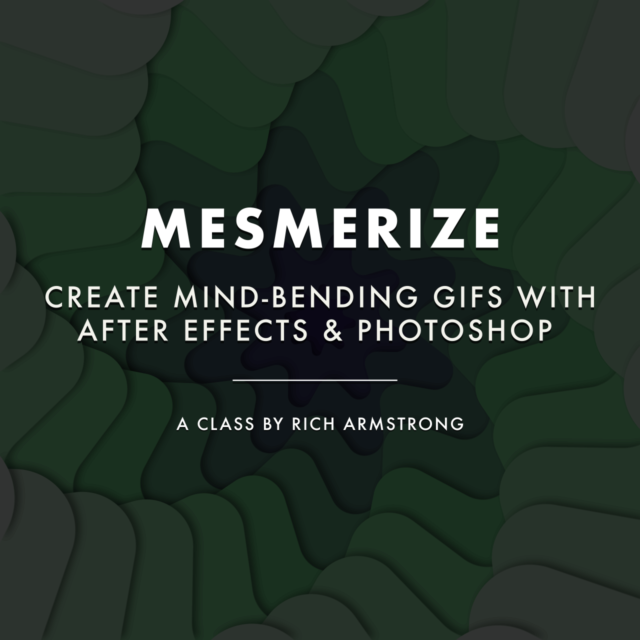 MESMERIZE
CREATE MIND-BENDING GIFS WITH
AFTER EFFECTS & PHOTOSHOP
A CLASS BY RICH ARMSTRONG